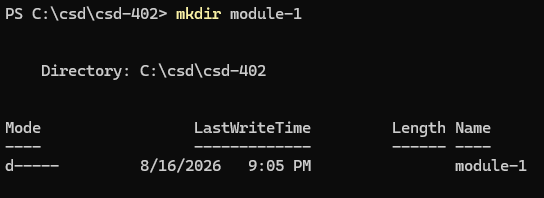 PS C:\csd\csd-402> mkdir module-1
Directory: C:\csd\csd-402
Mode                 LastWriteTime         Length Name
----                 -------------         ------ ----
d-----         8/16/2026   9:05 PM                module-1